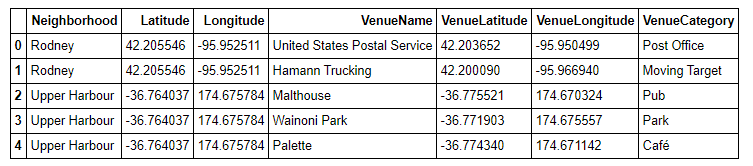 Neighborhood Latitude Longitude VenueName VenueLatitude VenueLongitude VenueCategory
0 Rodney 42.205546 -95.952511 United States Postal Service 42.203652 -95.950499 Post Office
1 Rodney 42.205546 -95.952511 Hamann Trucking 42.200090 -95.966940 Moving Target
2 Upper Harbour -36.764037 174.675784 Malthouse -36.775521 174.670324 Pub
3 Upper Harbour -36.764037 174.675784 Wainoni Park -36.771903 174.675557 Park
4 Upper Harbour -36.764037 174.675784 Palette -36.774340 174.671142 Café